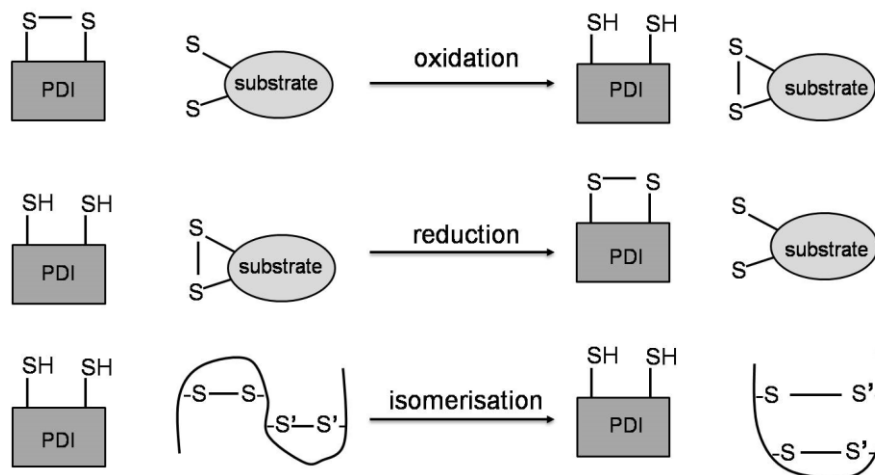 S S
PDI
S
S
substrate
oxidation
SH SH
PDI
S
S
substrate
SH SH
PDI
S
S
substrate
reduction
S S
PDI
S
S
substrate
SH SH
PDI
-S S-
-S' S'-
isomerisation
SH SH
PDI
-S S'-
-S S'-